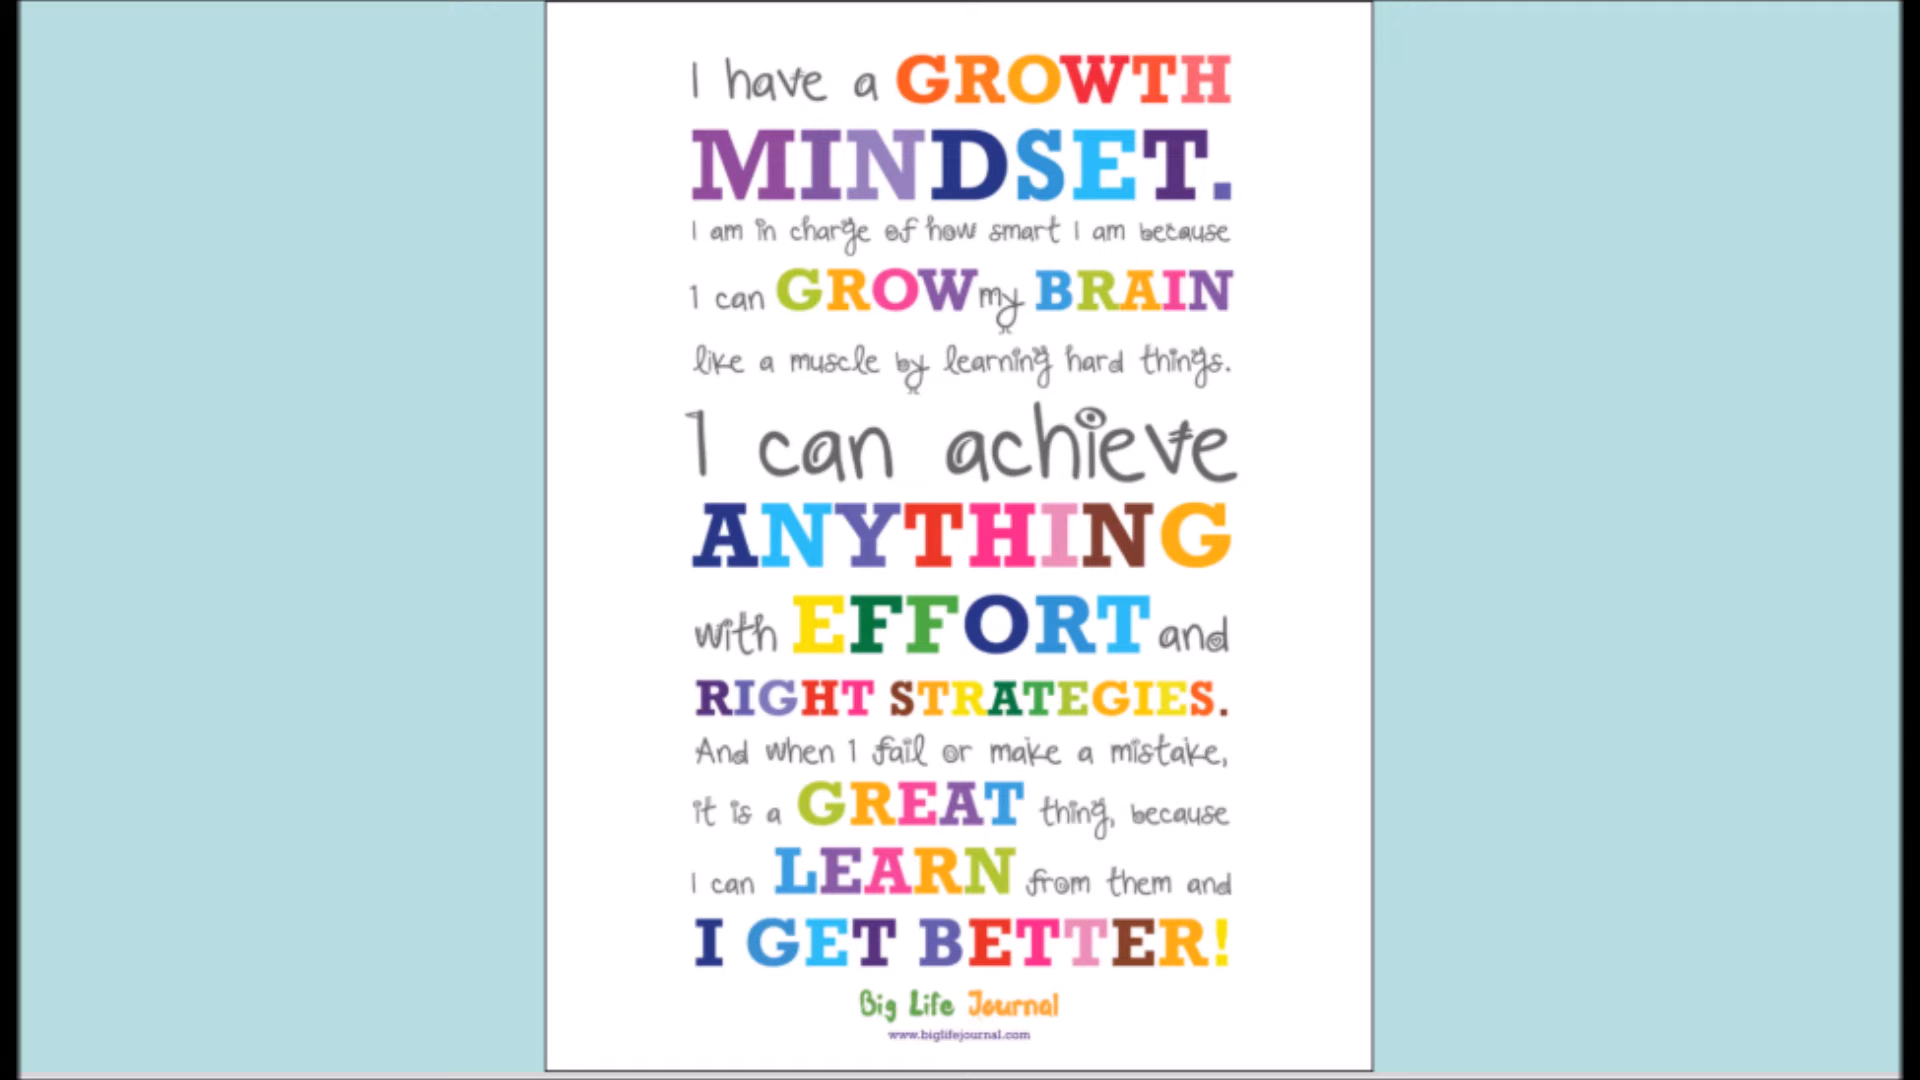 I have a GROWTH
MINDSET.
I am in charge of how smart I am because
I can GROW my BRAIN
like a muscle by learning hard things.
I can achieve
ANYTHING
with EFFORT and
RIGHT STRATEGIES.
And when I fail or make a mistake,
it is a GREAT thing, because
I can LEARN from them and
I GET BETTER!
Big Life Journal
www.biglifejournal.com